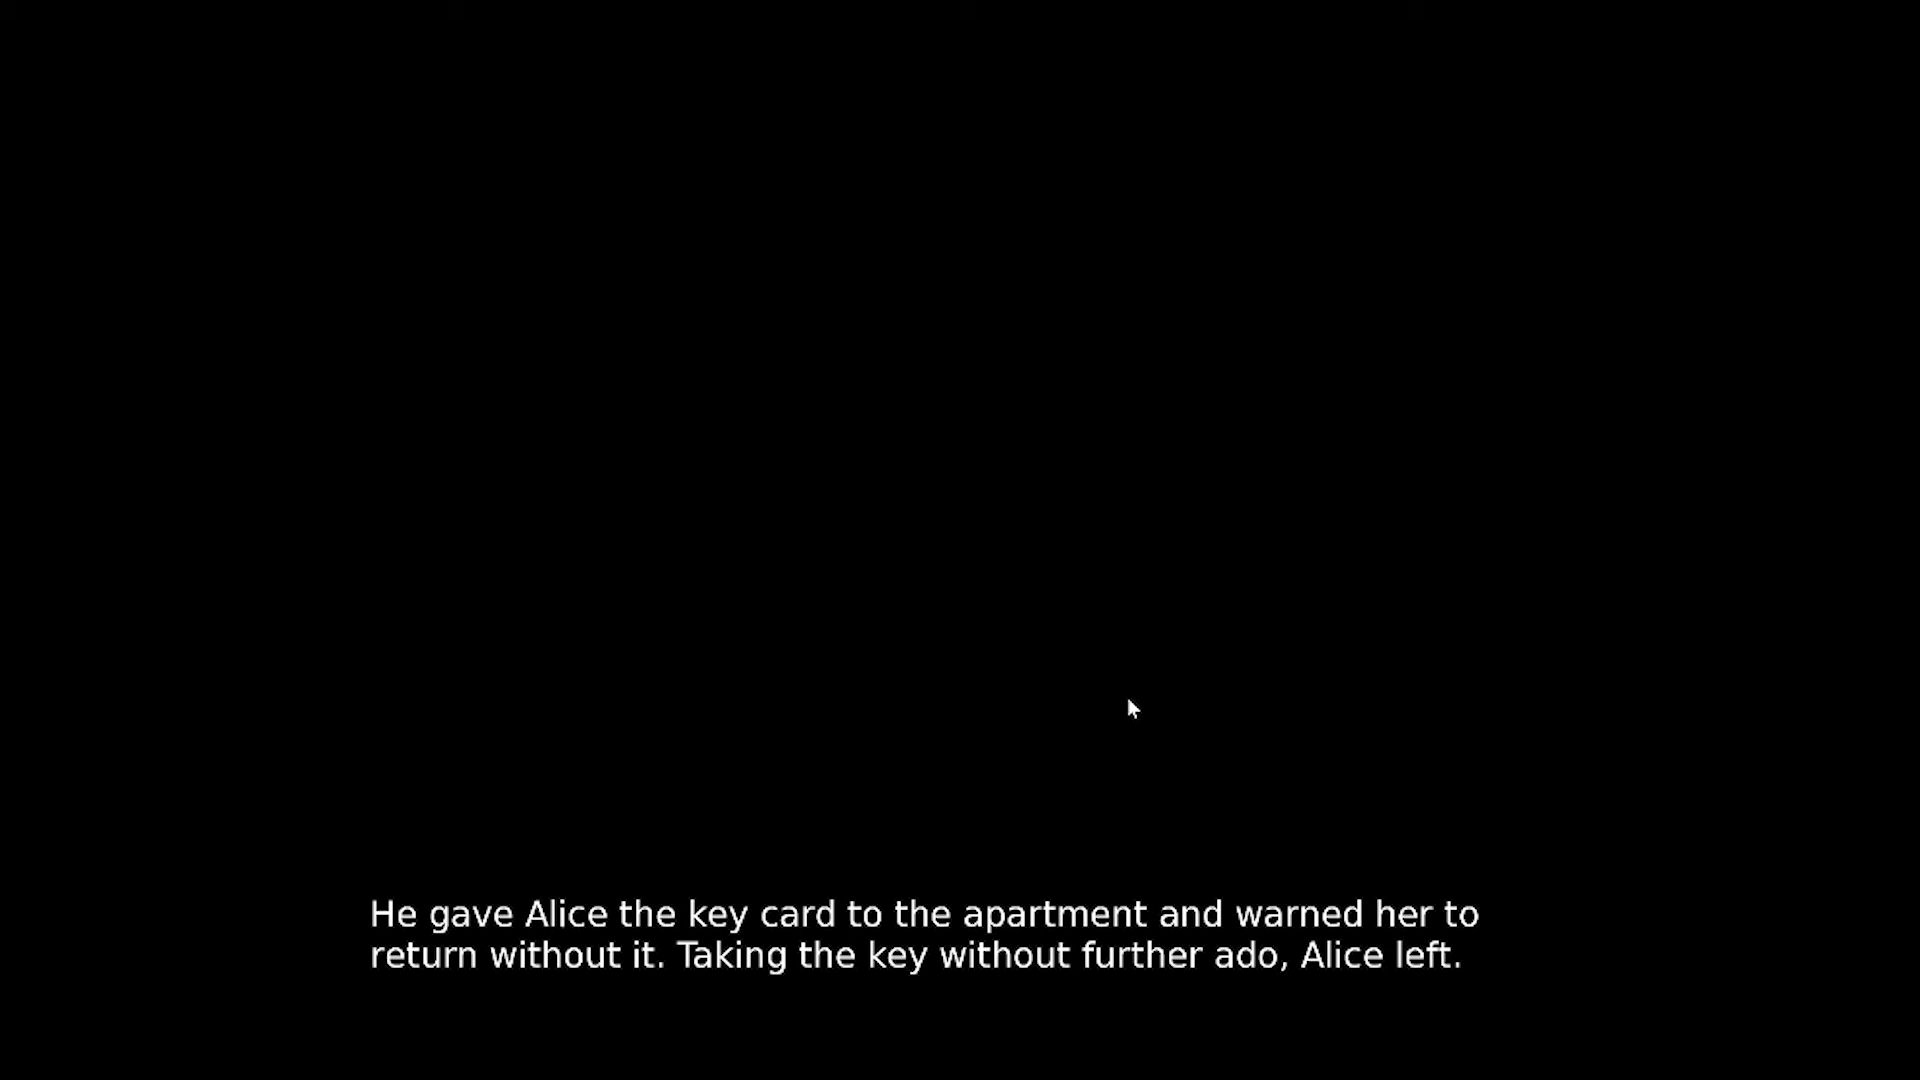 He gave Alice the key card to the apartment and warned her to
return without it. Taking the key without further ado, Alice left.